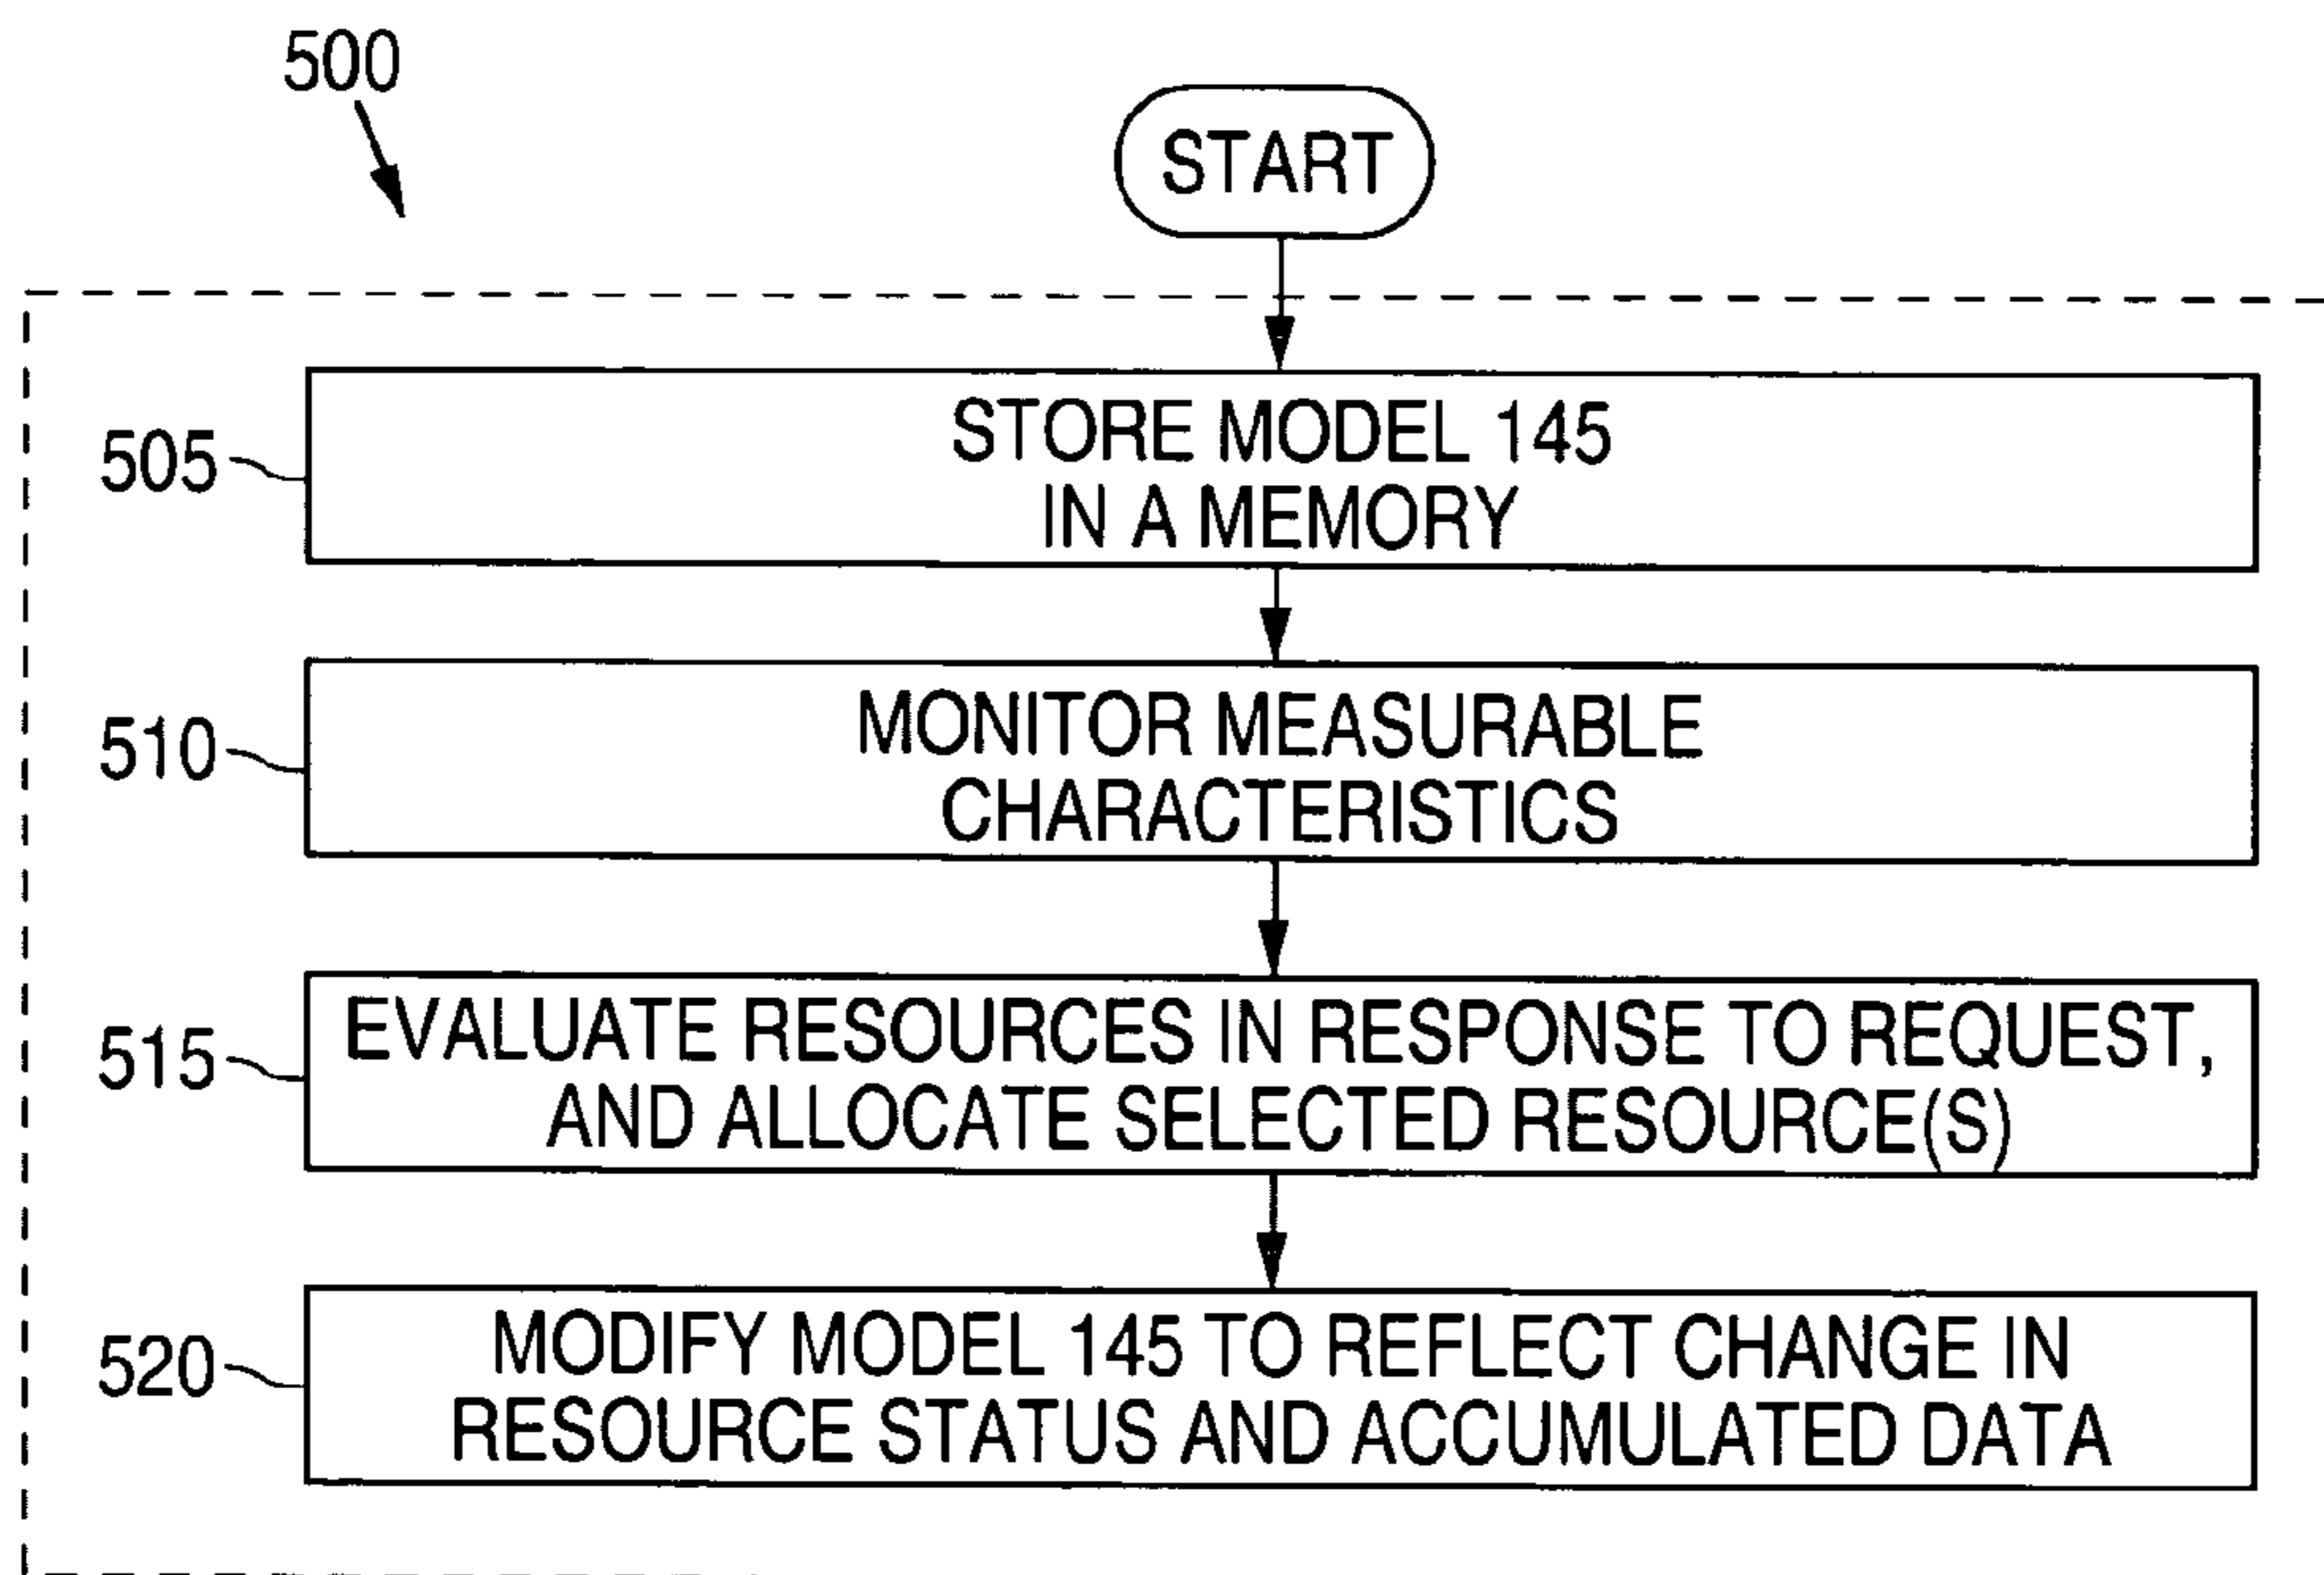 500
START
505
STORE MODEL 145
IN A MEMORY
510
MONITOR MEASURABLE
CHARACTERISTICS
515
EVALUATE RESOURCES IN RESPONSE TO REQUEST,
AND ALLOCATE SELECTED RESOURCE(S)
520
MODIFY MODEL 145 TO REFLECT CHANGE IN
RESOURCE STATUS AND ACCUMULATED DATA